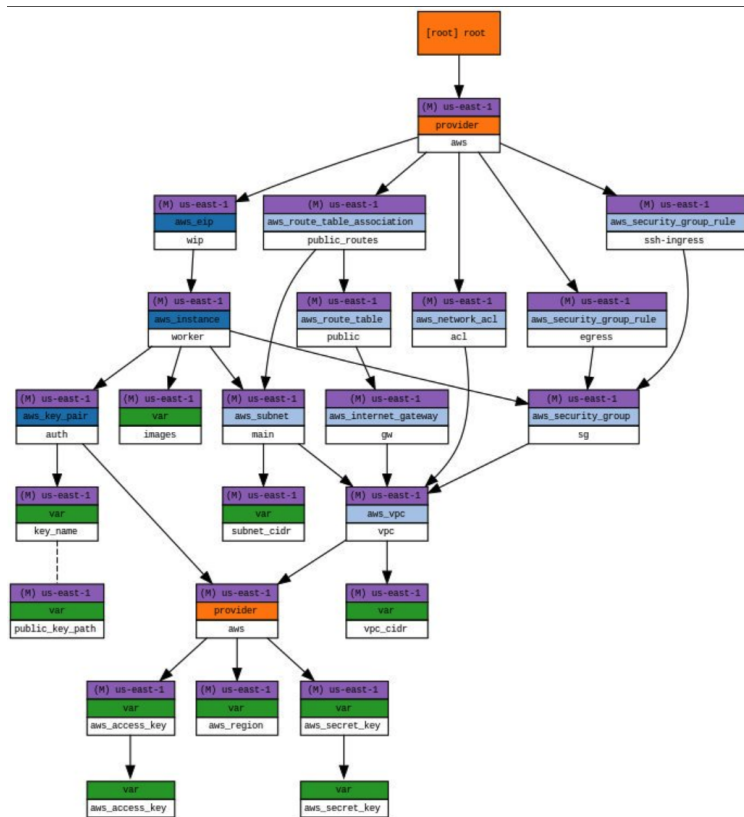 [root] root
(M) us-east-1
provider
aws
(M) us-east-1
aws_eip
wip
(M) us-east-1
aws_route_table_association
public_routes
(M) us-east-1
aws_security_group_rule
ssh-ingress
(M) us-east-1
aws_instance
worker
(M) us-east-1
aws_route_table
public
(M) us-east-1
aws_network_acl
acl
(M) us-east-1
aws_security_group_rule
egress
(M) us-east-1
aws_key_pair
auth
(M) us-east-1
var
images
(M) us-east-1
aws_subnet
main
(M) us-east-1
aws_internet_gateway
gw
(M) us-east-1
aws_security_group
sg
(M) us-east-1
var
key_name
(M) us-east-1
var
subnet_cidr
(M) us-east-1
aws_vpc
vpc
(M) us-east-1
var
public_key_path
(M) us-east-1
provider
aws
(M) us-east-1
var
vpc_cidr
(M) us-east-1
var
aws_access_key
(M) us-east-1
var
aws_region
(M) us-east-1
var
aws_secret_key
var
aws_access_key
var
aws_secret_key